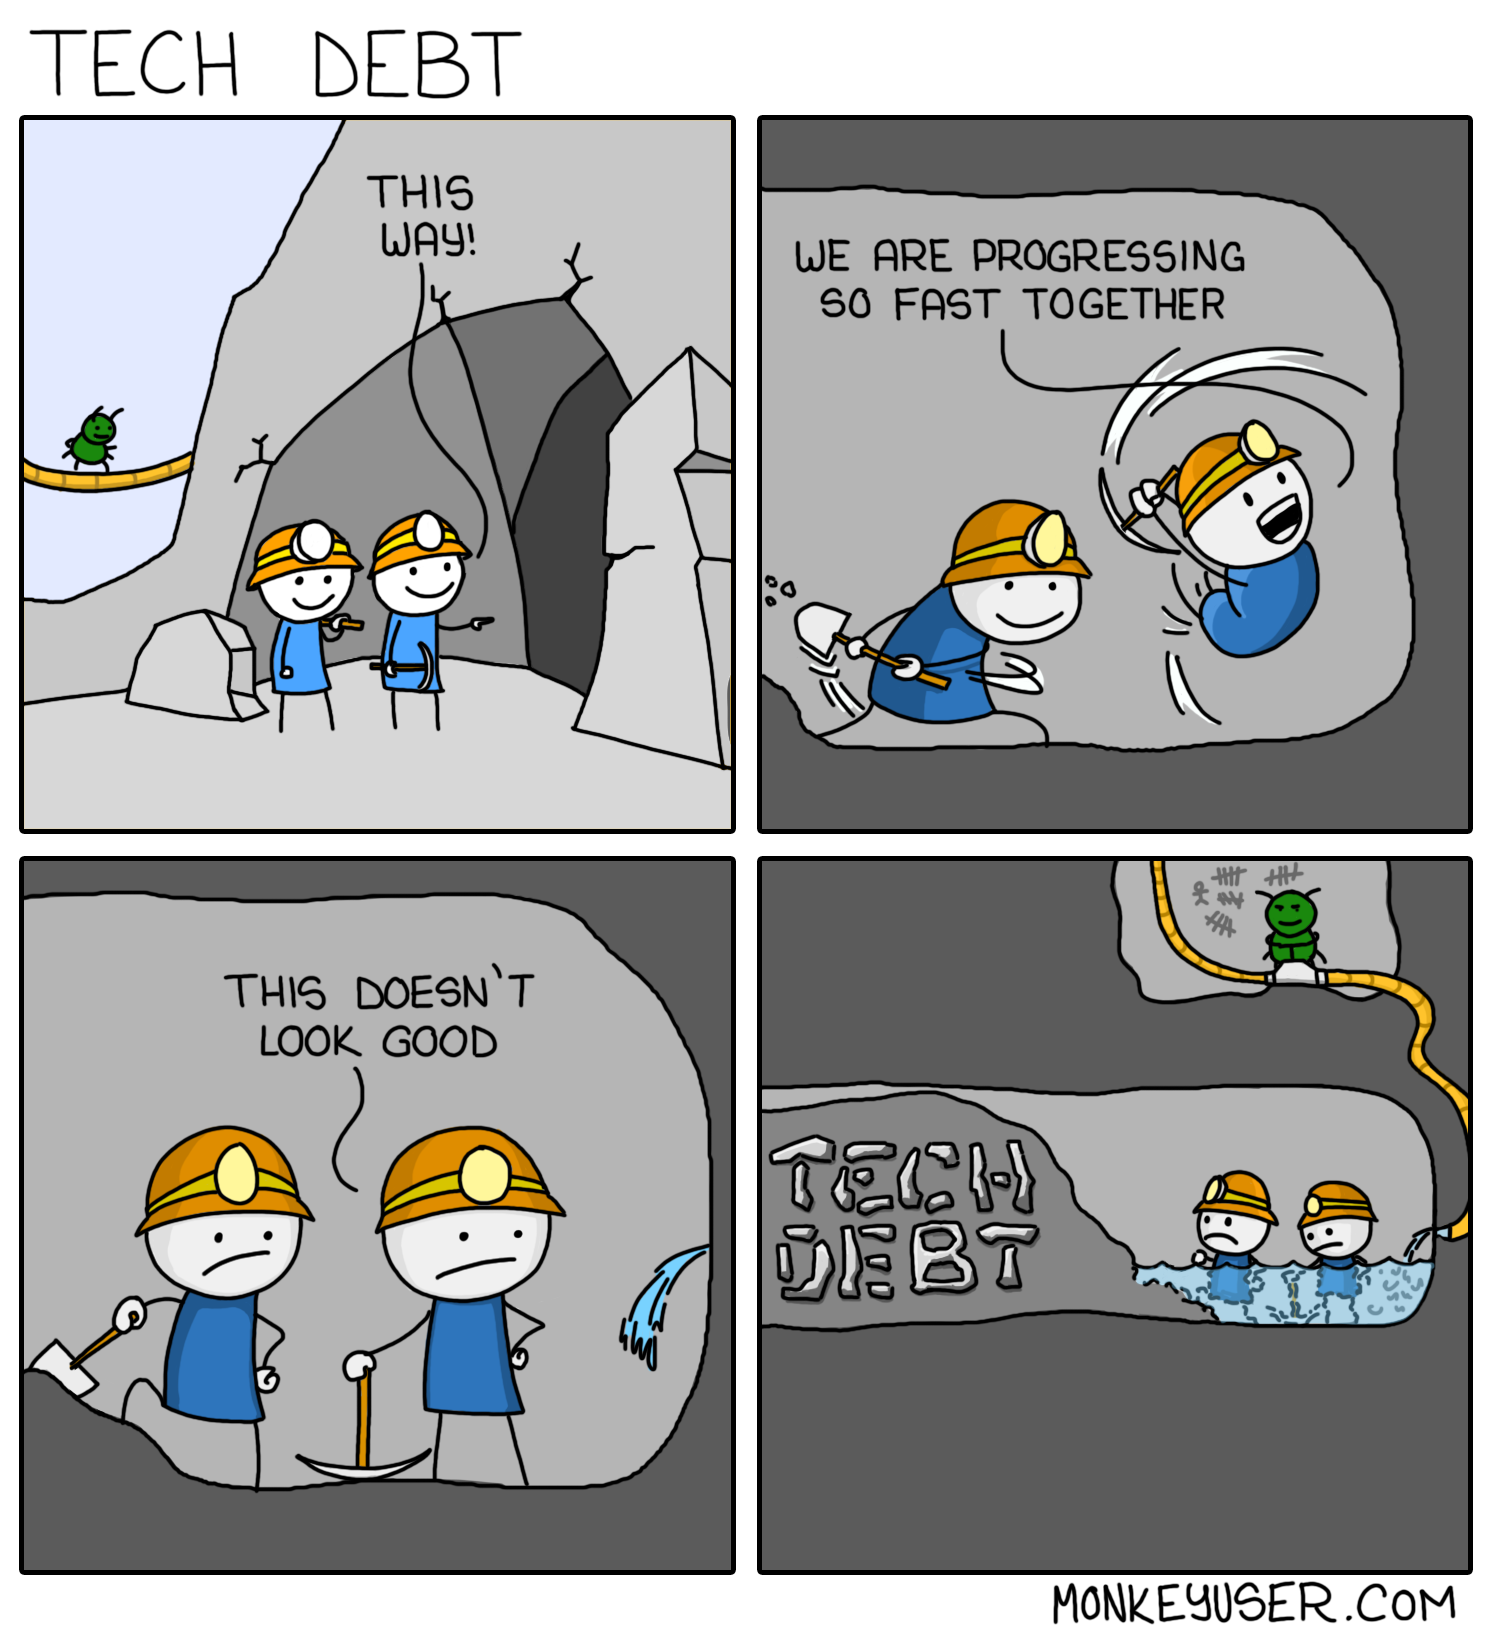 TECH DEBT
THIS
WAY!
WE ARE PROGRESSING
SO FAST TOGETHER
THIS DOESN'T
LOOK GOOD
TECH
DEBT
MONKEYUSER.COM